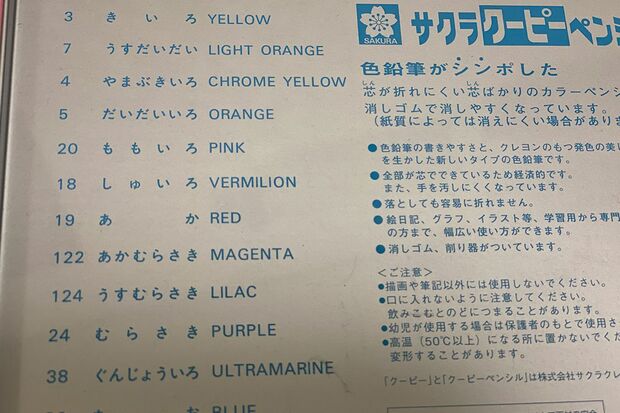 3 きいろ YELLOW
7 うすだいだい LIGHT ORANGE
4 やまぶきいろ CHROME YELLOW
5 だいだいいろ ORANGE
20 ももいろ PINK
18 しゅいろ VERMILION
19 あか RED
122 あかむらさき MAGENTA
124 うすむらさき LILAC
24 むらさき PURPLE
38 ぐんじょういろ ULTRAMARINE
BLUE
SAKURA
サクラクーピーペンシ
色鉛筆がシンポした
芯が折れにくい芯ばかりのカラーペンシ
しん しん
消しゴムで消しやすくなっています。
(紙質によっては消えにくい場合があり
●色鉛筆の書きやすさと、クレヨンのもつ発色の美し
を生かした新しいタイプの色鉛筆です。
●全部が芯でできているため経済的です。
また、手を汚しにくくなっています。
●落としても容易に折れません。
●絵日記、グラフ、イラスト等、学習用から専門
の方まで、幅広い使い方ができます。
●消しゴム、削り器がついています。
<ご注意>
●描画や筆記以外には使用しないでください。
●口に入れないように注意してください。
飲みこむとのどにつまることがあります。
●幼児が使用する場合は保護者のもとで使用さ
●高温(50℃以上)になる所に置かないでくだ
変形することがあります。
「クーピー」と「クーピーペンシル」は株式会社サクラクレ